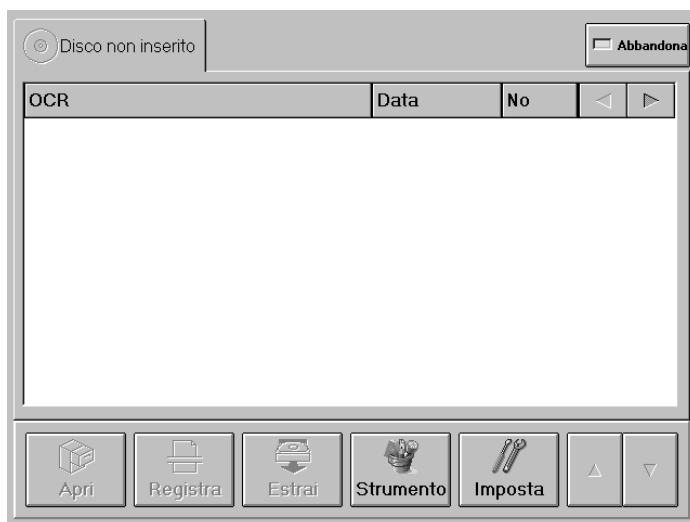 Disco non inserito
Abbandona
OCR Data No
Apri Registra Estrai Strumento Imposta